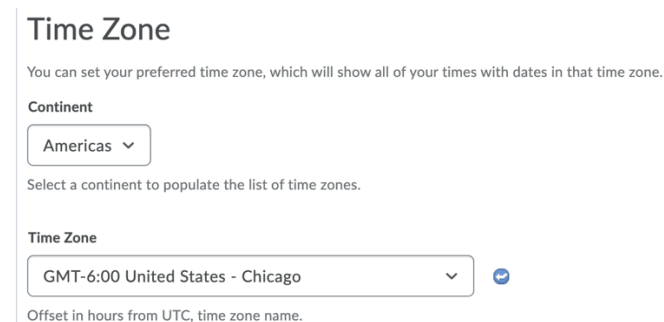 Time Zone
You can set your preferred time zone, which will show all of your times with dates in that time zone.
Continent
Americas
Select a continent to populate the list of time zones.
Time Zone
GMT-6:00 United States - Chicago
Offset in hours from UTC, time zone name.